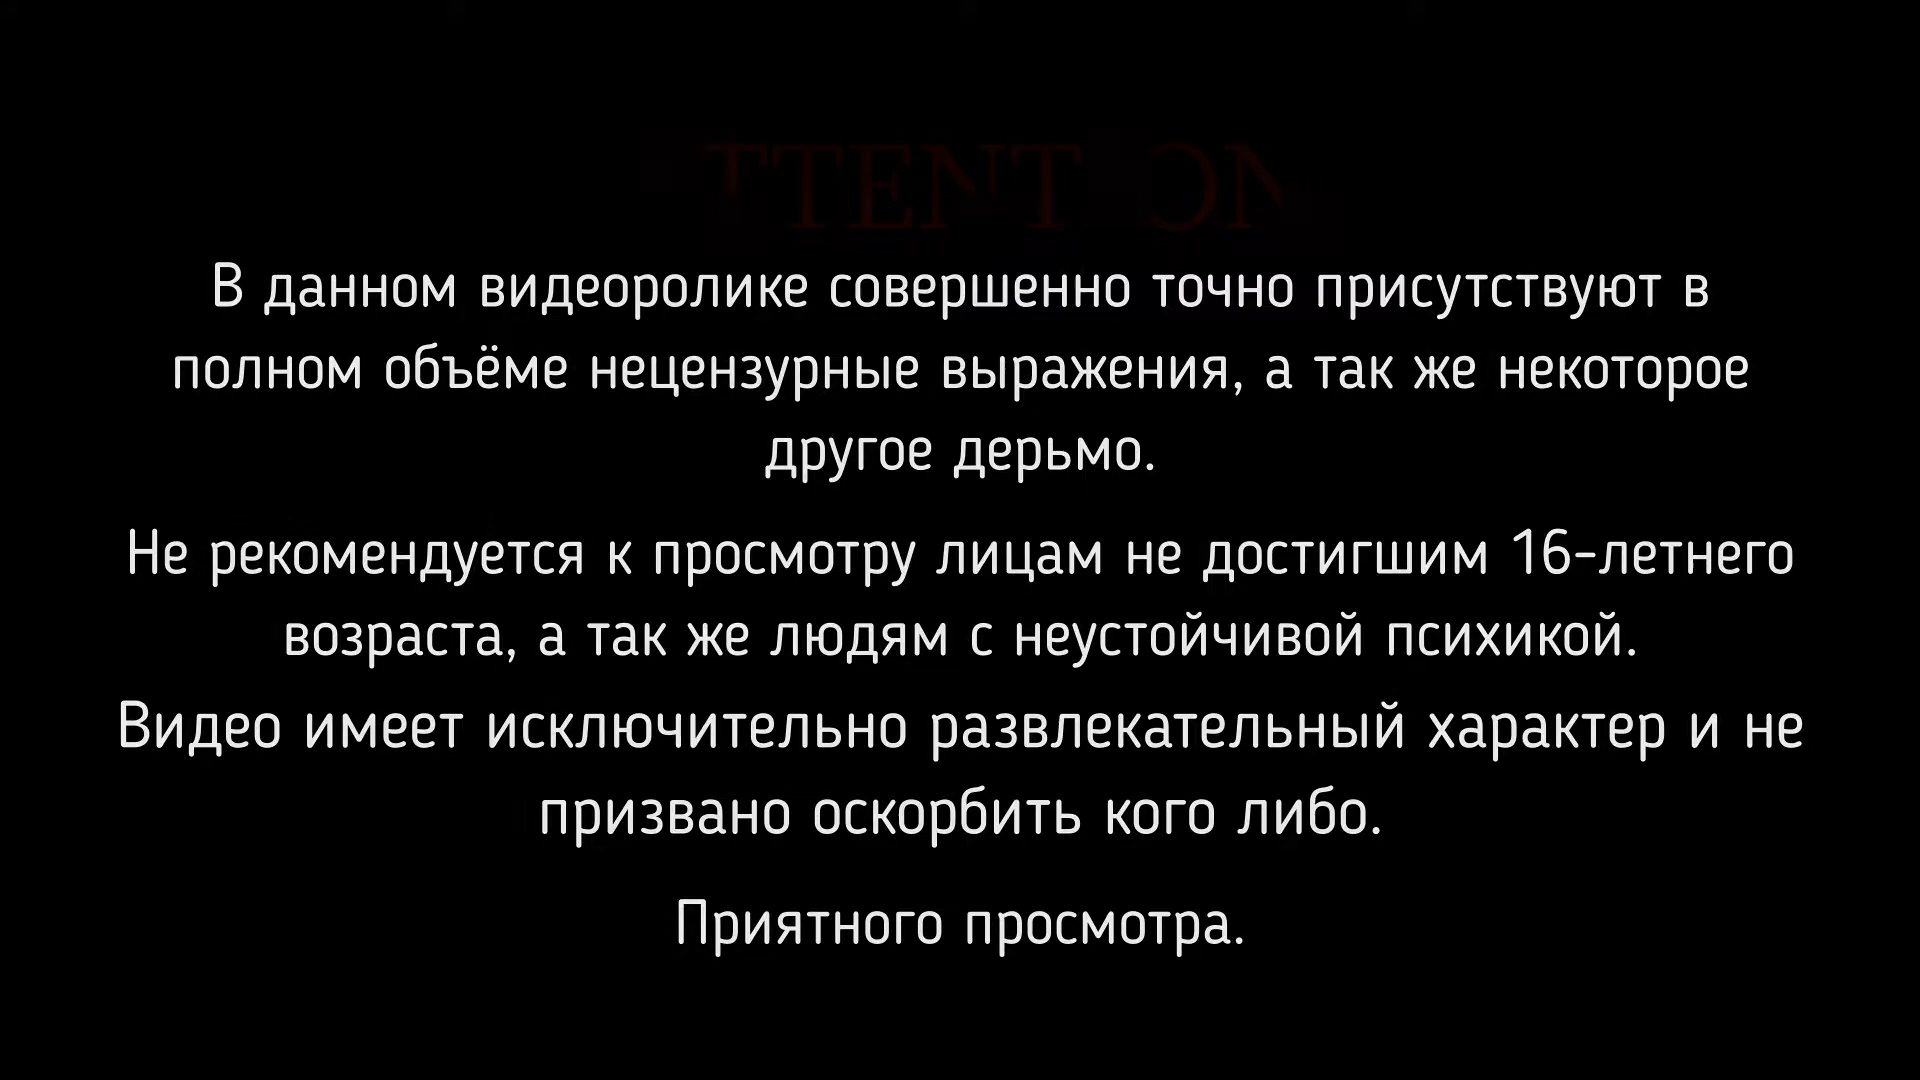 ATTENTION
В данном видеоролике совершенно точно присутствуют в
полном объёме нецензурные выражения, а так же некоторое
другое дерьмо.
Не рекомендуется к просмотру лицам не достигшим 16-летнего
возраста, а так же людям с неустойчивой психикой.
Видео имеет исключительно развлекательный характер и не
призвано оскорбить кого либо.
Приятного просмотра.